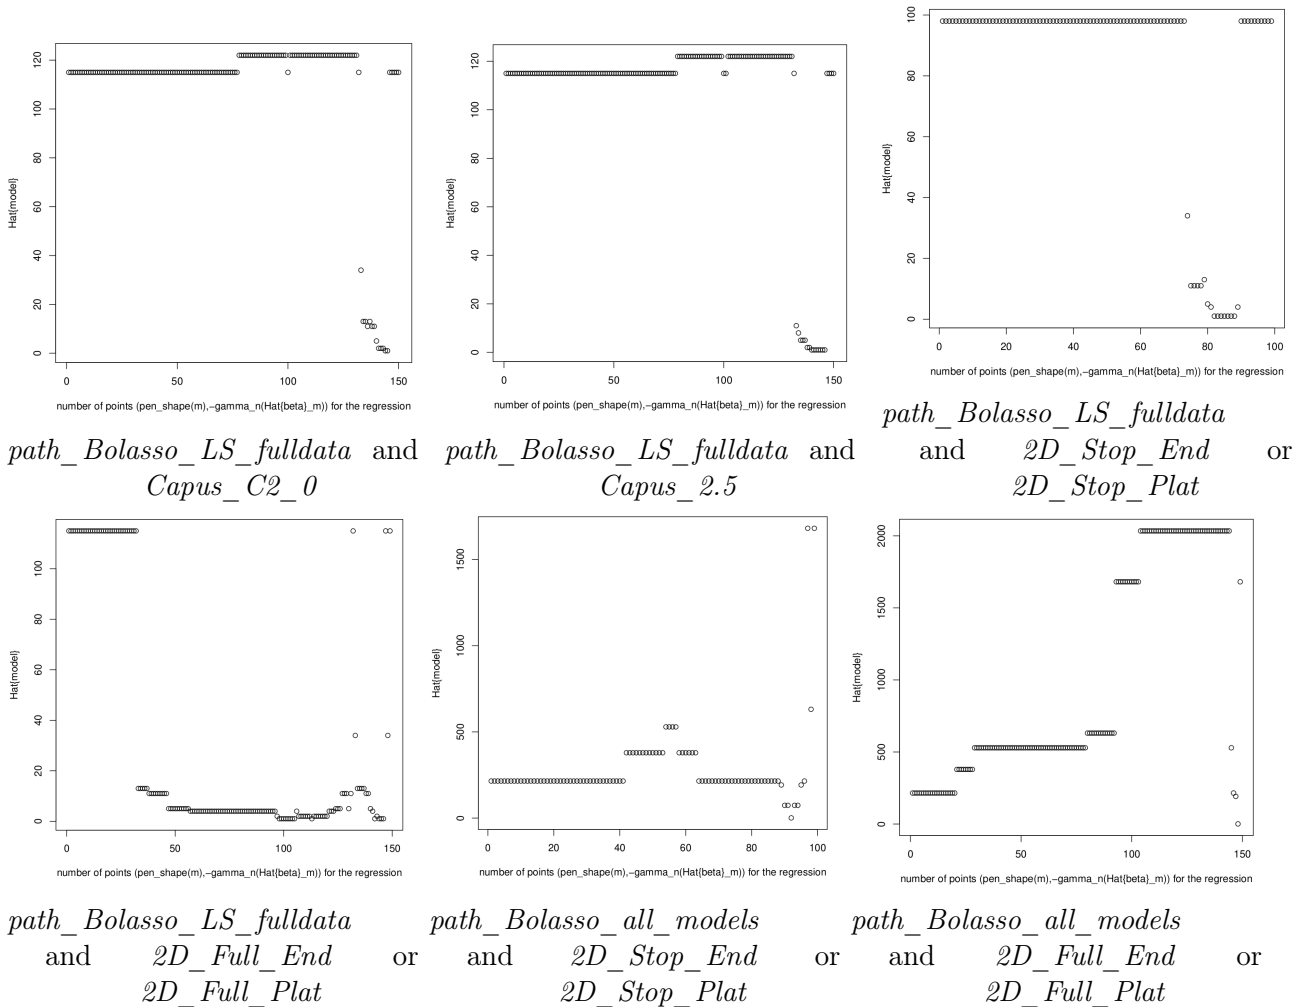 Hat{model}
0
20
40
60
80
100
120
0
50
100
150
number of points (pen_shape(m),-gamma_n(Hat{beta}_m)) for the regression
path_Bolasso_LS_fulldata and
Capus_C2_0
Hat{model}
0
20
40
60
80
100
120
0
50
100
150
number of points (pen_shape(m),-gamma_n(Hat{beta}_m)) for the regression
path_Bolasso_LS_fulldata and
Capus_2.5
Hat{model}
0
20
40
60
80
100
0
20
40
60
80
100
number of points (pen_shape(m),-gamma_n(Hat{beta}_m)) for the regression
path_Bolasso_LS_fulldata
and 2D_Stop_End or
2D_Stop_Plat
Hat{model}
0
20
40
60
80
100
0
50
100
150
number of points (pen_shape(m),-gamma_n(Hat{beta}_m)) for the regression
path_Bolasso_LS_fulldata
and 2D_Full_End or
2D_Full_Plat
Hat{model}
0
500
1000
1500
0
20
40
60
80
100
number of points (pen_shape(m),-gamma_n(Hat{beta}_m)) for the regression
path_Bolasso_all_models
and 2D_Stop_End or
2D_Stop_Plat
Hat{model}
0
500
1000
1500
2000
0
50
100
150
number of points (pen_shape(m),-gamma_n(Hat{beta}_m)) for the regression
path_Bolasso_all_models
and 2D_Full_End or
2D_Full_Plat